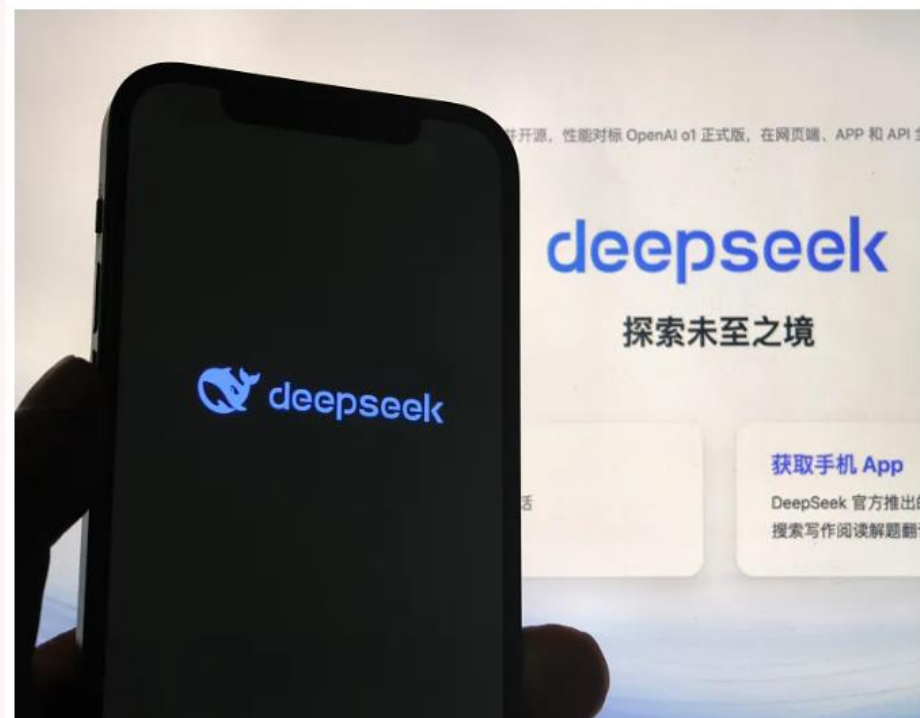 开源，性能对标 OpenAI o1 正式版，在网页端、APP 和 API
deepseek
探索未至之境
deepseek
获取手机 App
话
DeepSeek 官方推出的
搜索写作阅读解题翻